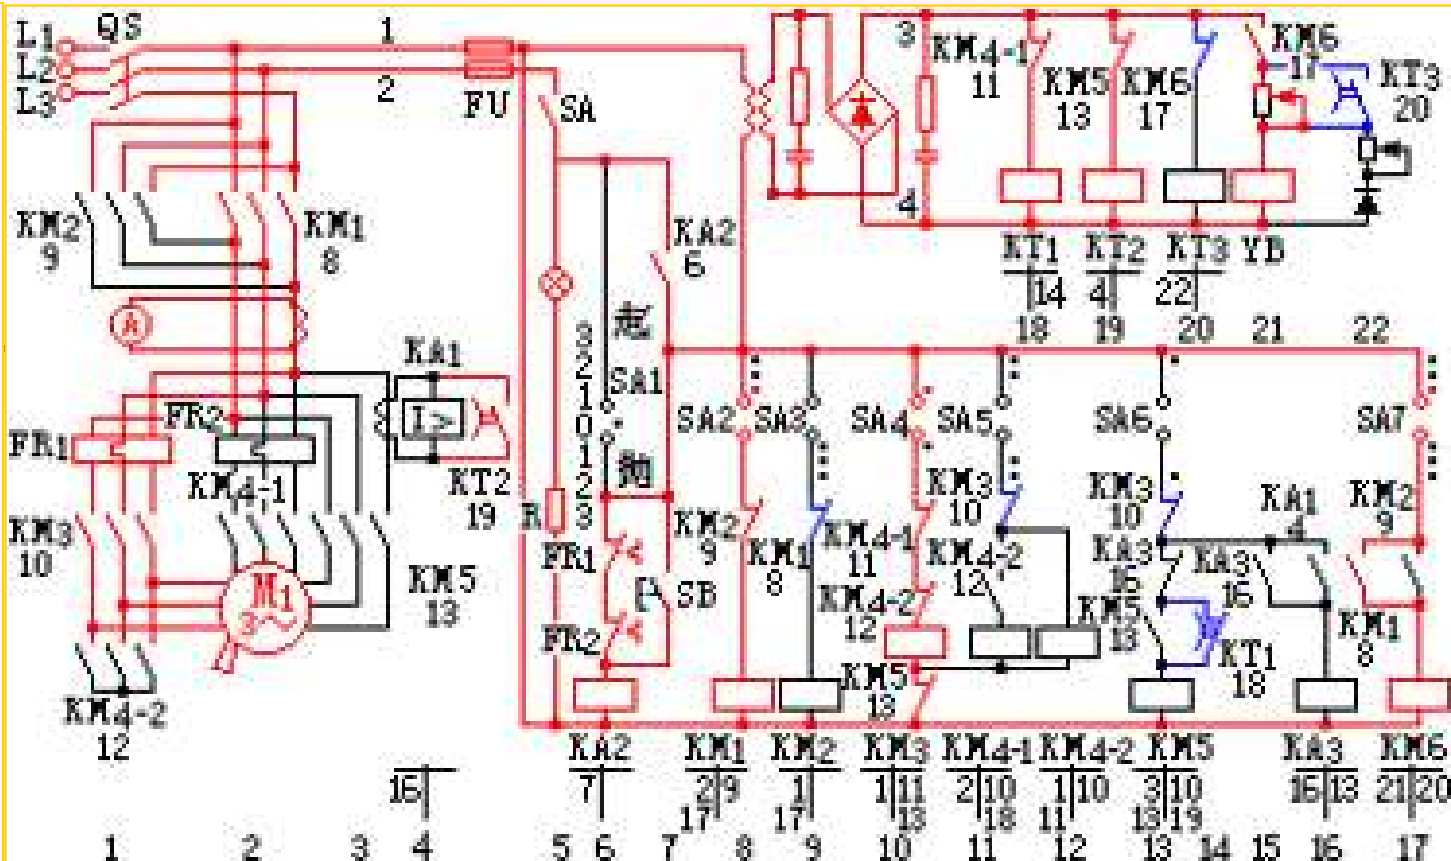 L1 QS 1
L2
L3 2
FU SA
3 KM4-1 11
KM5 13
KM6 17
KM6 17
KT3 20
4
KM2 9
KM1 8
KA2 6
KT1 KT2 KT3 YB
14 4 22
18 19 20 21 22
A
起
3
2
1
0
1
2
3
抛
SA1
KA1
I>
KT2 19
FR1 FR2
KM4-1
SA2 SA3 SA4 SA5 SA6 SA7
KM3 10
R
FR1
FR2
SB
KM2 9
KM1 8
KM4-1 11
KM4-2 12
KM5 13
KM3 10
KM4-2 12
KM3 10
KA3 16
KM5 13
KT1 18
KA3 16
KA1 4
KM2 9
KM1 8
M1
3~
KM5 13
KM4-2 12
KA2 KM1 KM2 KM3 KM4-1 KM4-2 KM5 KA3 KM6
16 7 2 9 1 1 11 2 10 1 10 3 10 16 13 21 20
17 17 13 18 11 13 19
1 2 3 4 5 6 7 8 9 10 11 12 13 14 15 16 17